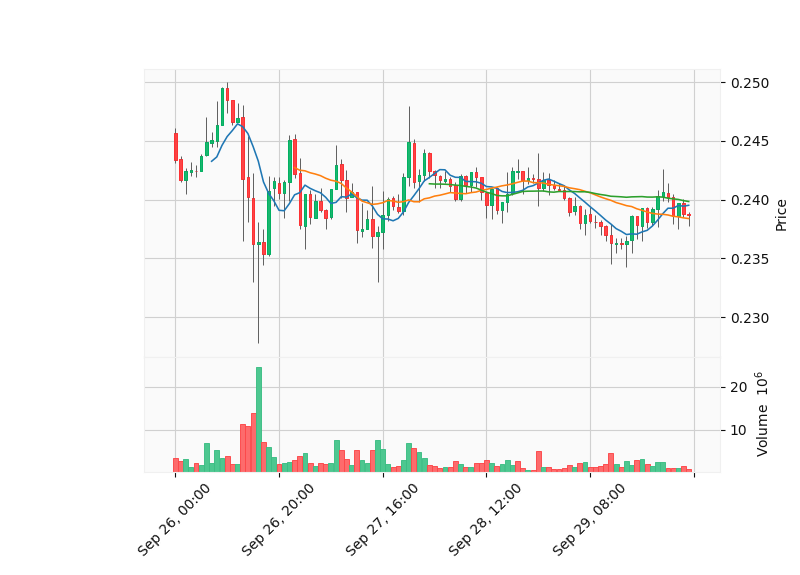 0.250
0.245
0.240
0.235
0.230
Price
20
10
Volume 10^6
Sep 26, 00:00
Sep 26, 20:00
Sep 27, 16:00
Sep 28, 12:00
Sep 29, 08:00